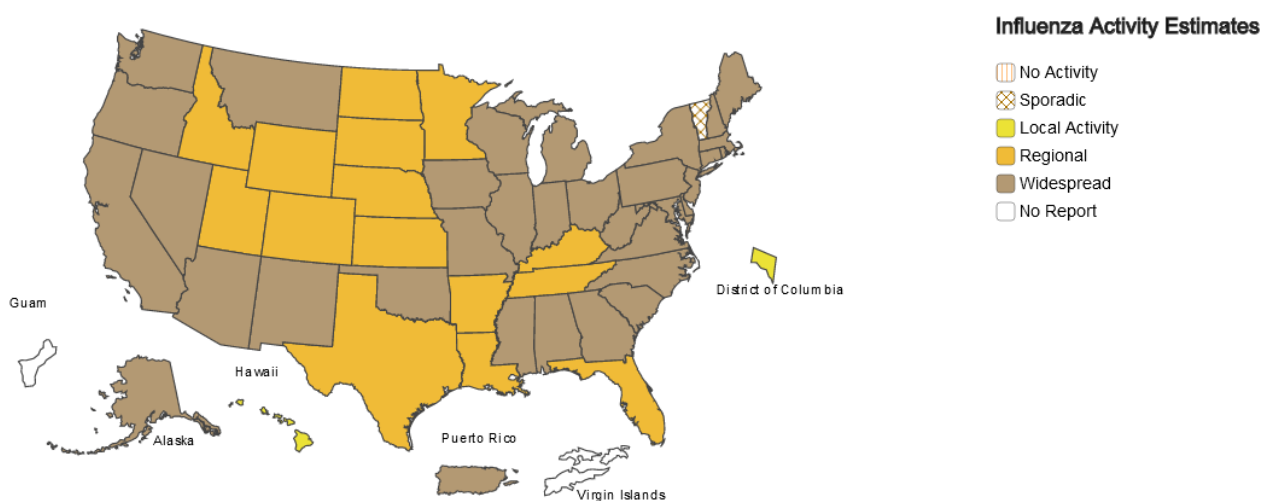 Influenza Activity Estimates
No Activity
Sporadic
Local Activity
Regional
Widespread
No Report
District of Columbia
Guam
Hawaii
Alaska
Puerto Rico
Virgin Islands